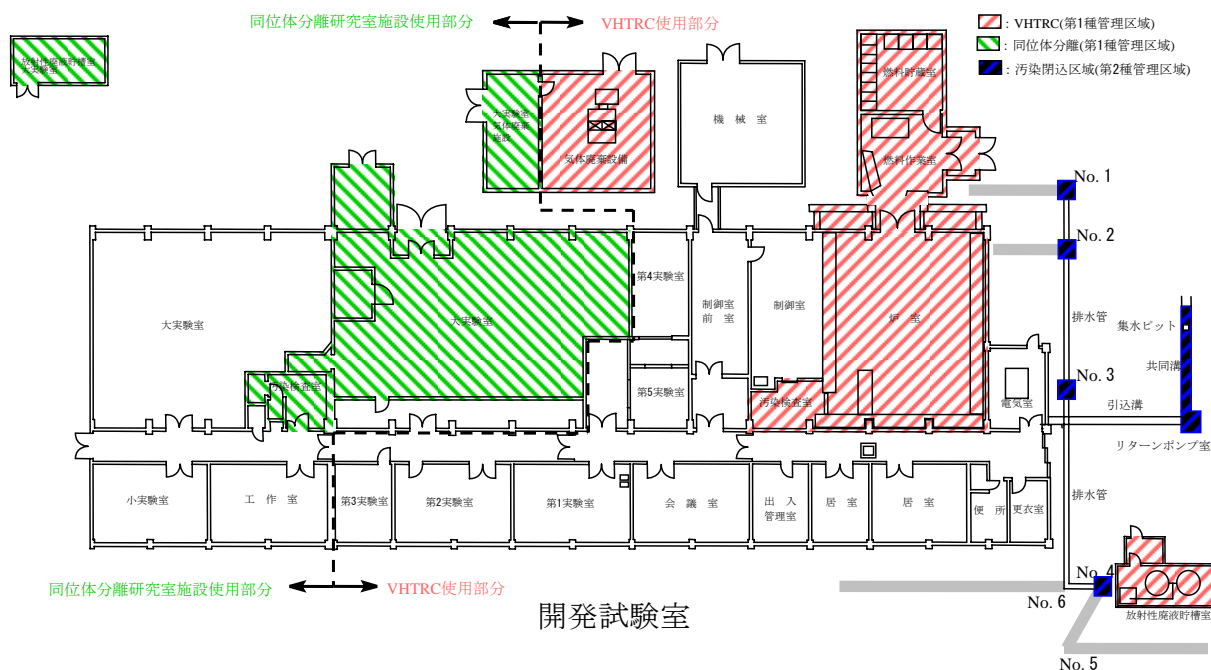 同位体分離研究室施設使用部分
VHTRC使用部分
: VHTRC(第1種管理区域)
: 同位体分離(第1種管理区域)
: 汚染閉込区域(第2種管理区域)
放射性廃液貯槽室
大実験室
大実験室
気体廃棄
施設
気体廃棄設備
機械室
燃料貯蔵室
燃料作業室
No. 1
No. 2
大実験室
大実験室
第4実験室
制御室
前室
制御室
炉室
排水管
集水ピット
共同溝
汚染検査室
第5実験室
汚染検査室
電気室
No. 3
引込溝
リターンポンプ室
小実験室
工作室
第3実験室
第2実験室
第1実験室
会議室
出入
管理室
居室
居室
便所
更衣室
排水管
同位体分離研究室施設使用部分
VHTRC使用部分
開発試験室
No. 4
No. 6
放射性廃液貯槽室
No. 5